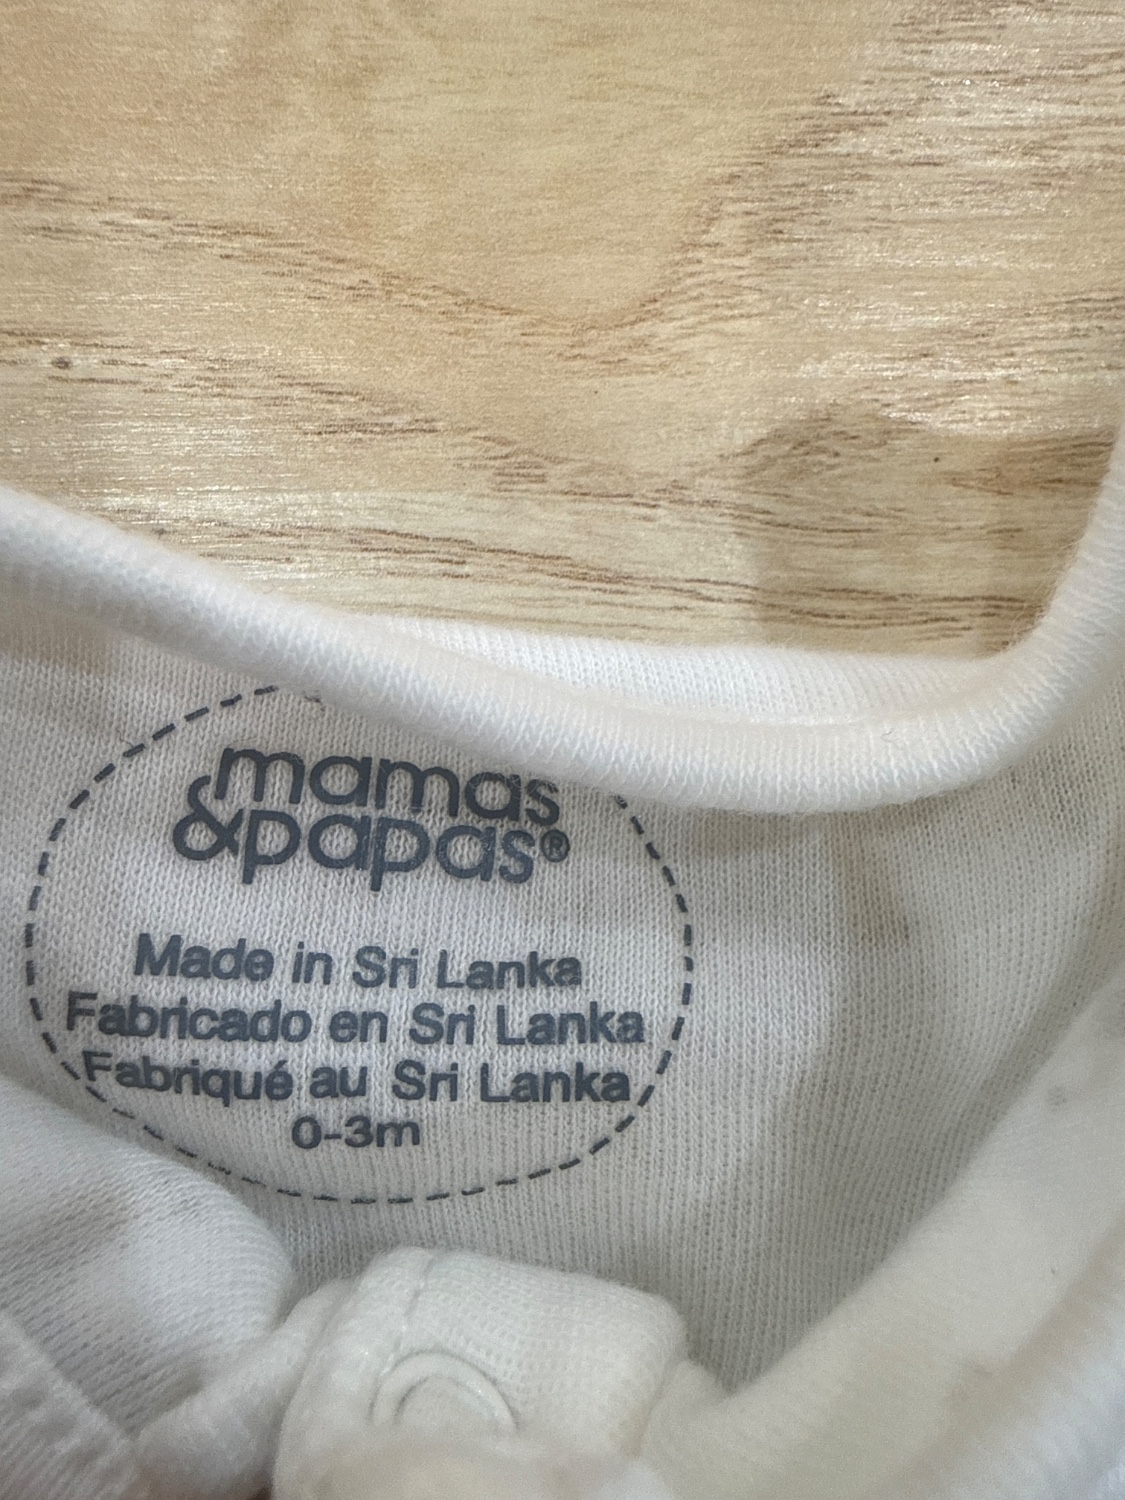 mamas
&papas®
Made in Sri Lanka
Fabricado en Sri Lanka
Fabriqué au Sri Lanka
0-3m